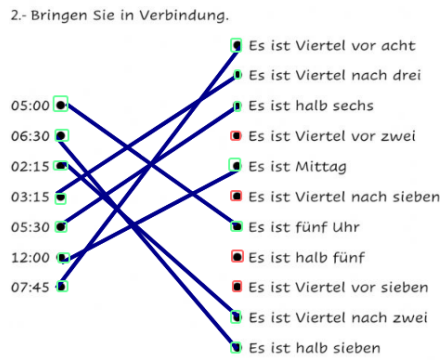 2.- Bringen Sie in Verbindung.
Es ist Viertel vor acht
Es ist Viertel nach drei
05:00 Es ist halb sechs
06:30 Es ist Viertel vor zwei
02:15 Es ist Mittag
03:15 Es ist Viertel nach sieben
05:30 Es ist fünf Uhr
12:00 Es ist halb fünf
07:45 Es ist Viertel vor sieben
Es ist Viertel nach zwei
Es ist halb sieben